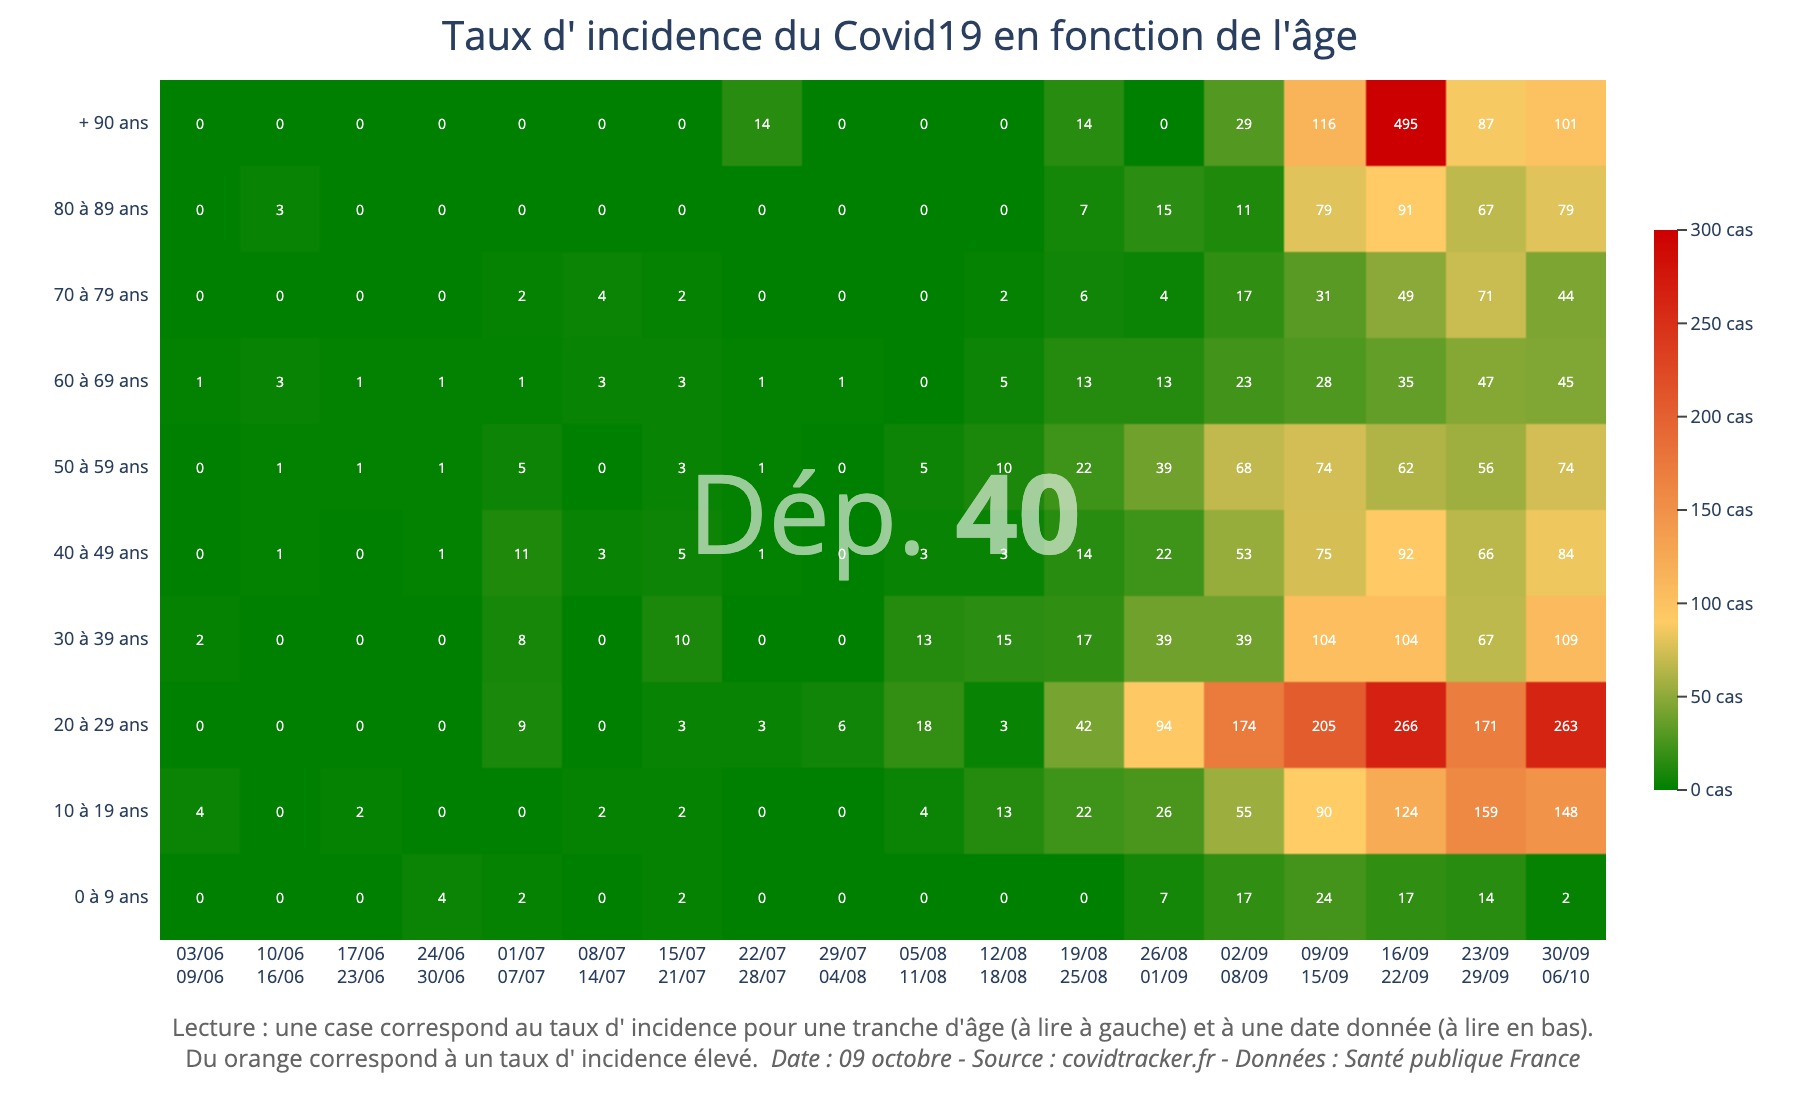 Taux d' incidence du Covid19 en fonction de l'âge
+ 90 ans 0 0 0 0 0 0 0 14 0 0 0 14 0 29 116 495 87 101
80 à 89 ans 0 3 0 0 0 0 0 0 0 0 0 7 15 11 79 91 67 79
70 à 79 ans 0 0 0 0 2 4 2 0 0 0 2 6 4 17 31 49 71 44
60 à 69 ans 1 3 1 1 1 3 3 1 1 0 5 13 13 23 28 35 47 45
50 à 59 ans 0 1 1 1 5 0 3 1 0 5 10 22 39 68 74 62 56 74
Dép. 40
40 à 49 ans 0 1 0 1 11 3 5 1 0 3 3 14 22 53 75 92 66 84
30 à 39 ans 2 0 0 0 8 0 10 0 0 13 15 17 39 39 104 104 67 109
20 à 29 ans 0 0 0 0 9 0 3 3 6 18 3 42 94 174 205 266 171 263
10 à 19 ans 4 0 2 0 0 2 2 0 0 4 13 22 26 55 90 124 159 148
0 à 9 ans 0 0 0 4 2 0 2 0 0 0 0 0 7 17 24 17 14 2
03/06 10/06 17/06 24/06 01/07 08/07 15/07 22/07 29/07 05/08 12/08 19/08 26/08 02/09 09/09 16/09 23/09 30/09
09/06 16/06 23/06 30/06 07/07 14/07 21/07 28/07 04/08 11/08 18/08 25/08 01/09 08/09 15/09 22/09 29/09 06/10
300 cas
250 cas
200 cas
150 cas
100 cas
50 cas
0 cas
Lecture : une case correspond au taux d' incidence pour une tranche d'âge (à lire à gauche) et à une date donnée (à lire en bas).
Du orange correspond à un taux d' incidence élevé. Date : 09 octobre - Source : covidtracker.fr - Données : Santé publique France